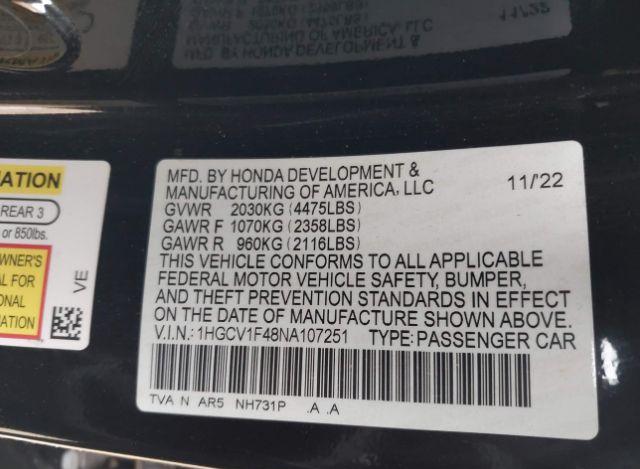 MFD. BY HONDA DEVELOPMENT &
MANUFACTURING OF AMERICA, LLC 11/'22
GVWR 2030KG (4475LBS)
GAWR F 1070KG (2358LBS)
GAWR R 960KG (2116LBS)
THIS VEHICLE CONFORMS TO ALL APPLICABLE
FEDERAL MOTOR VEHICLE SAFETY, BUMPER,
AND THEFT PREVENTION STANDARDS IN EFFECT
ON THE DATE OF MANUFACTURE SHOWN ABOVE.
V.I.N.: 1HGCV1F48NA107251 TYPE: PASSENGER CAR
TVA N AR5 NH731P .A .A
ATION
REAR 3
or 850lbs.
WNER'S
AL FOR
ONAL
ATION
VE